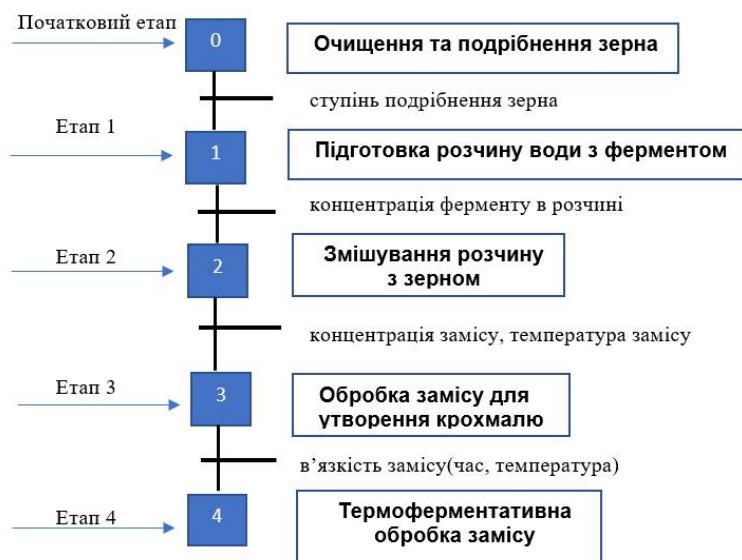 Початковий етап
0
Очищення та подрібнення зерна
ступінь подрібнення зерна
Етап 1
1
Підготовка розчину води з ферментом
концентрація ферменту в розчині
Етап 2
2
Змішування розчину
з зерном
концентрація замісу, температура замісу
Етап 3
3
Обробка замісу для
утворення крохмалю
в’язкість замісу(час, температура)
Етап 4
4
Термоферментативна
обробка замісу